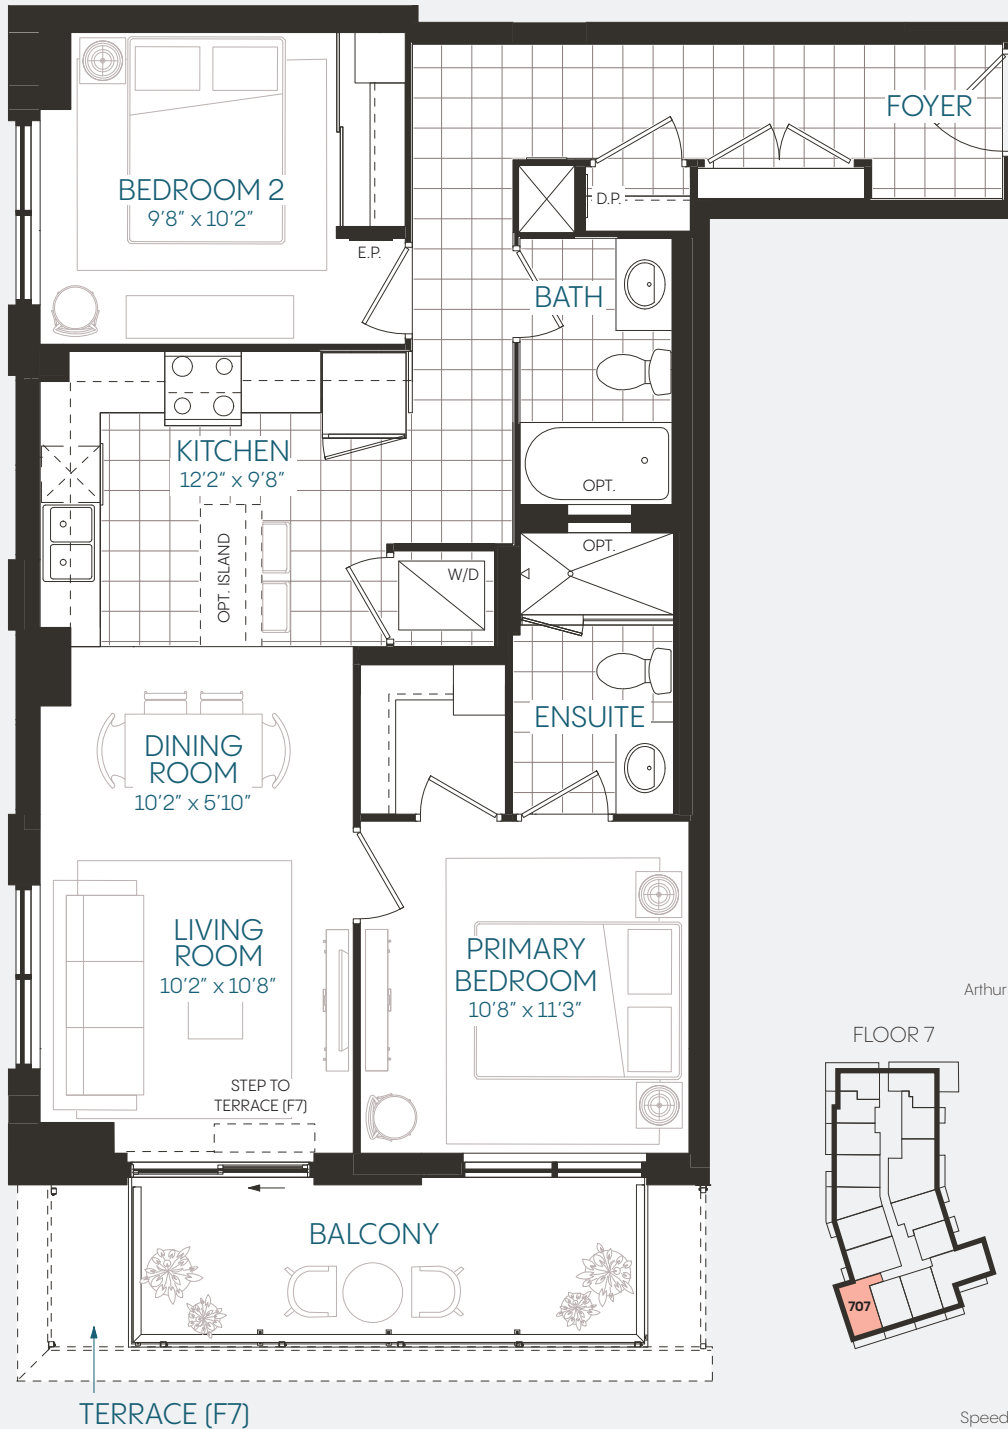 FOYER
BEDROOM 2
9'8" x 10'2"
D.P.
E.P.
BATH
KITCHEN
12'2" x 9'8"
OPT.
OPT.
OPT. ISLAND
W/D
ENSUITE
DINING
ROOM
10'2" x 5'10"
LIVING
ROOM
10'2" x 10'8"
PRIMARY
BEDROOM
10'8" x 11'3"
STEP TO
TERRACE (F7)
BALCONY
TERRACE (F7)
Arthur
FLOOR 7
707
Speed